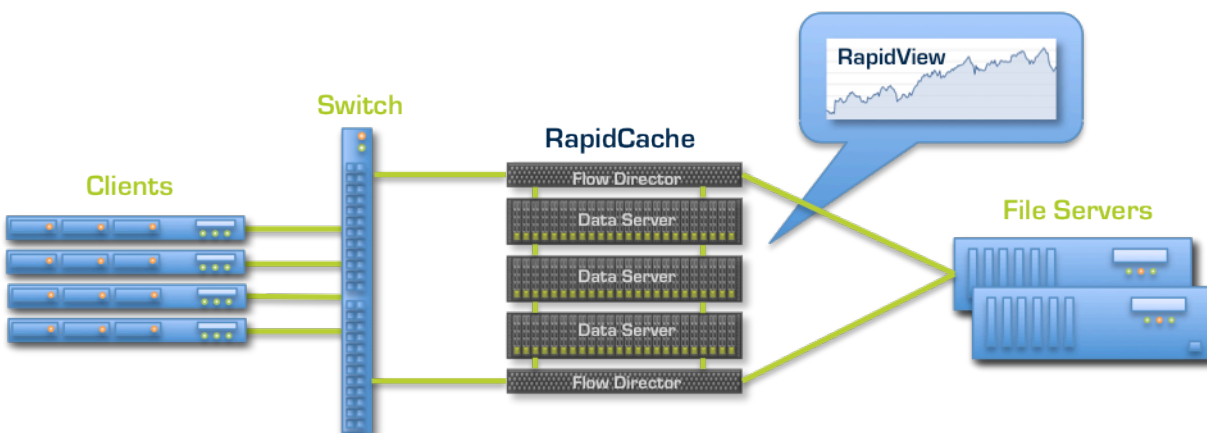 RapidView
Switch
RapidCache
Clients
Flow Director
File Servers
Data Server
Data Server
Data Server
Flow Director